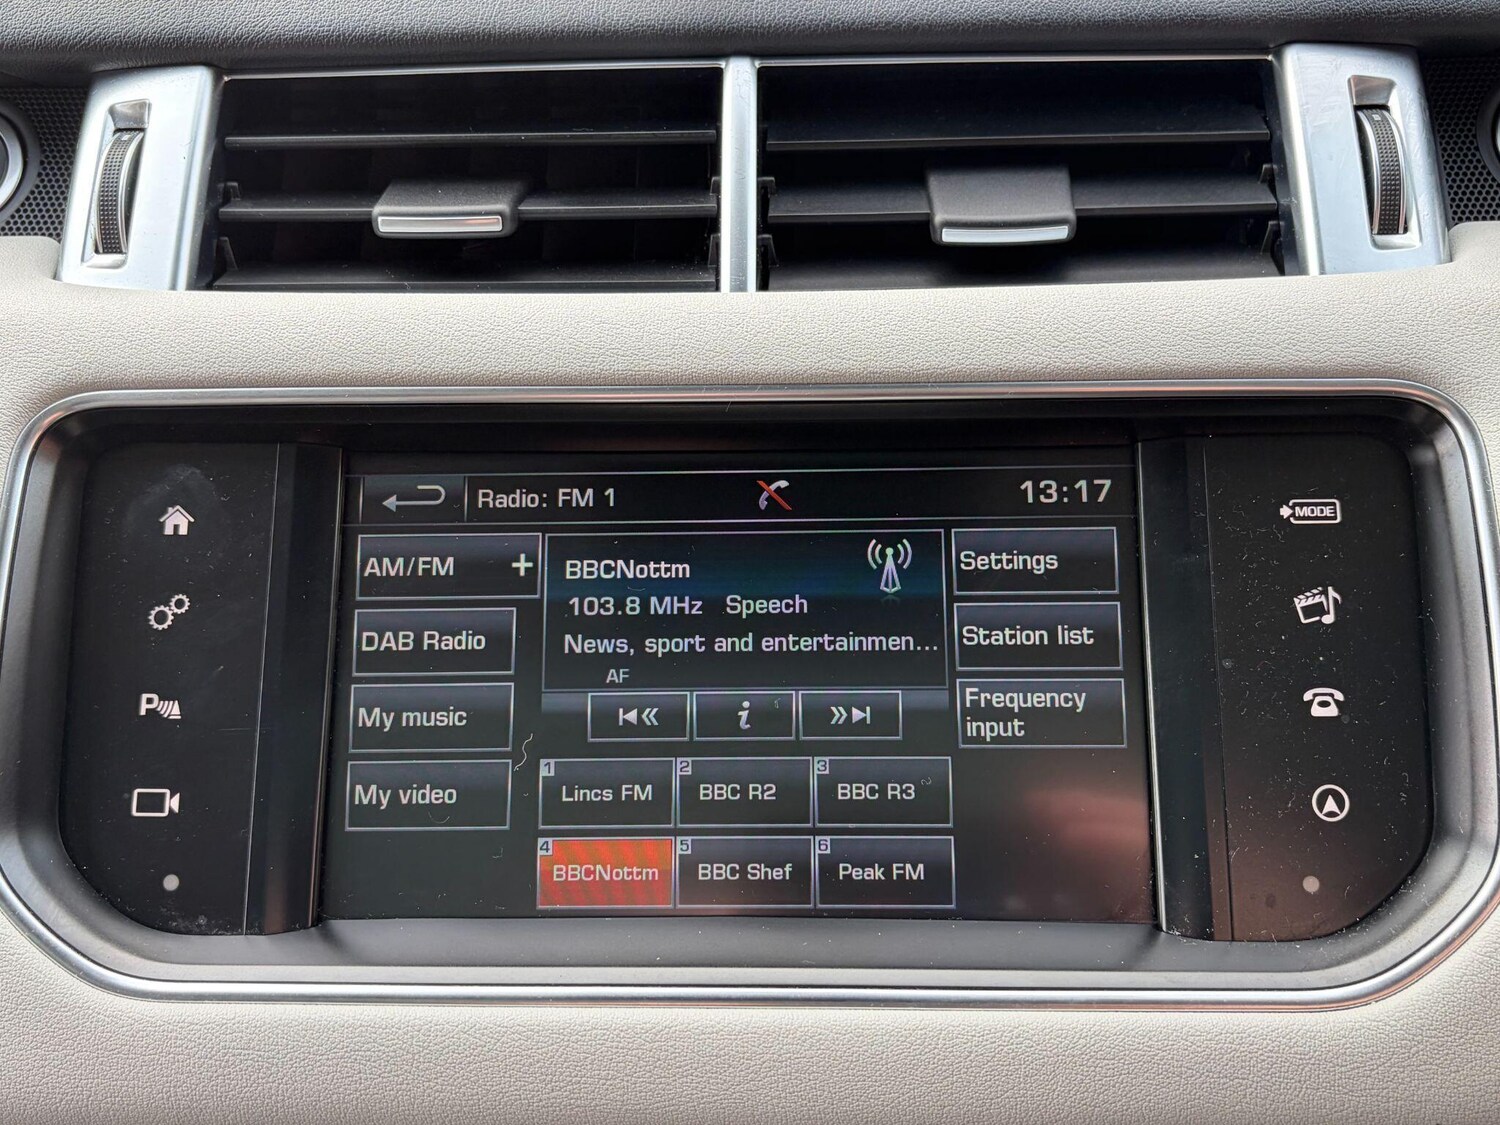 Radio: FM 1
13:17
AM/FM +
DAB Radio
My music
My video
BBCNottm
103.8 MHz Speech
News, sport and entertainmen...
AF
i
Settings
Station list
Frequency
input
1 Lincs FM
2 BBC R2
3 BBC R3
4 BBCNottm
5 BBC Shef
6 Peak FM
P
MODE